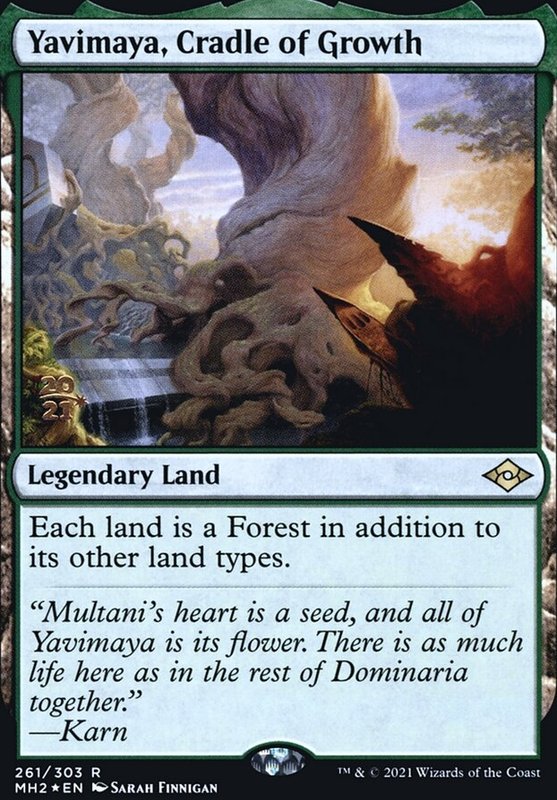 Yavimaya, Cradle of Growth
20
21
Legendary Land
Each land is a Forest in addition to
its other land types.
“Multani’s heart is a seed, and all of
Yavimaya is its flower. There is as much
life here as in the rest of Dominaria
together.”
—Karn
261/303 R
™ & © 2021 Wizards of the Coast
MH2★EN Sarah Finnigan